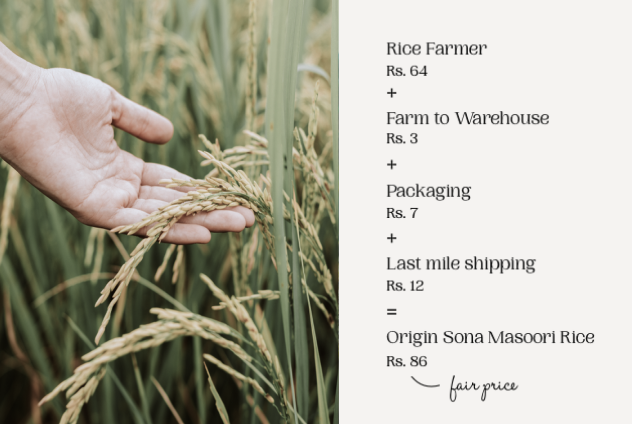 Rice Farmer
Rs. 64
+
Farm to Warehouse
Rs. 3
+
Packaging
Rs. 7
+
Last mile shipping
Rs. 12
=
Origin Sona Masoori Rice
Rs. 86
fair price